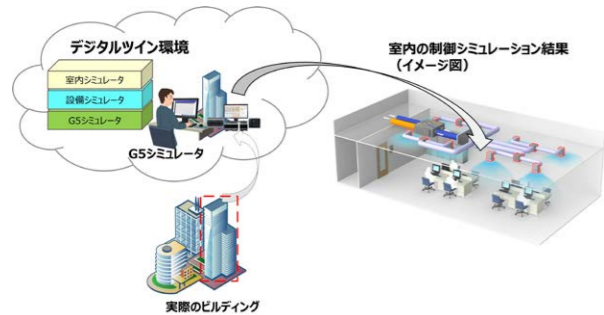 デジタルツイン環境
室内シミュレータ
設備シミュレータ
G5シミュレータ
G5シミュレータ
実際のビルディング
室内の制御シミュレーション結果
（イメージ図）